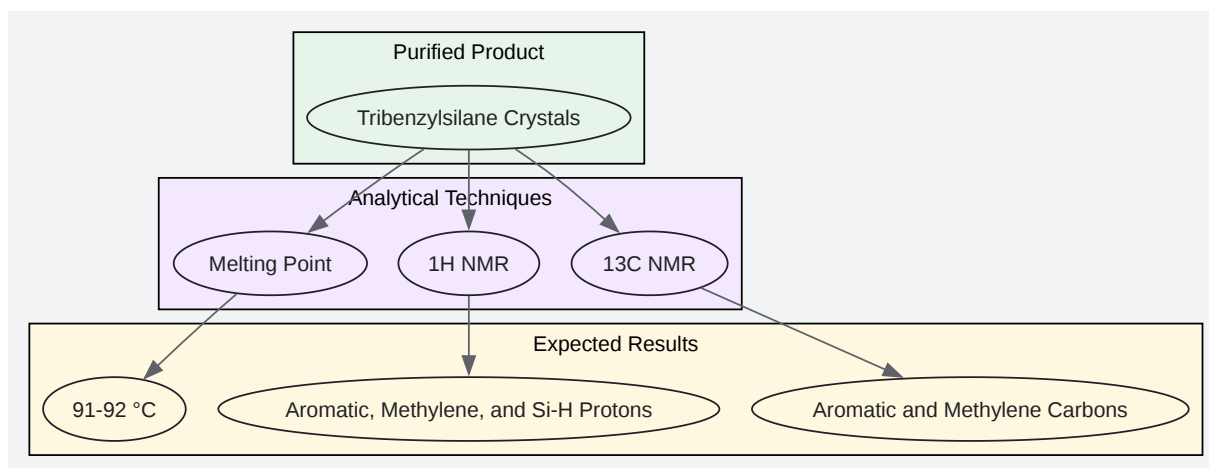 Purified Product
Tribenzylsilane Crystals
Analytical Techniques
Melting Point
1H NMR
13C NMR
Expected Results
91-92 °C
Aromatic, Methylene, and Si-H Protons
Aromatic and Methylene Carbons